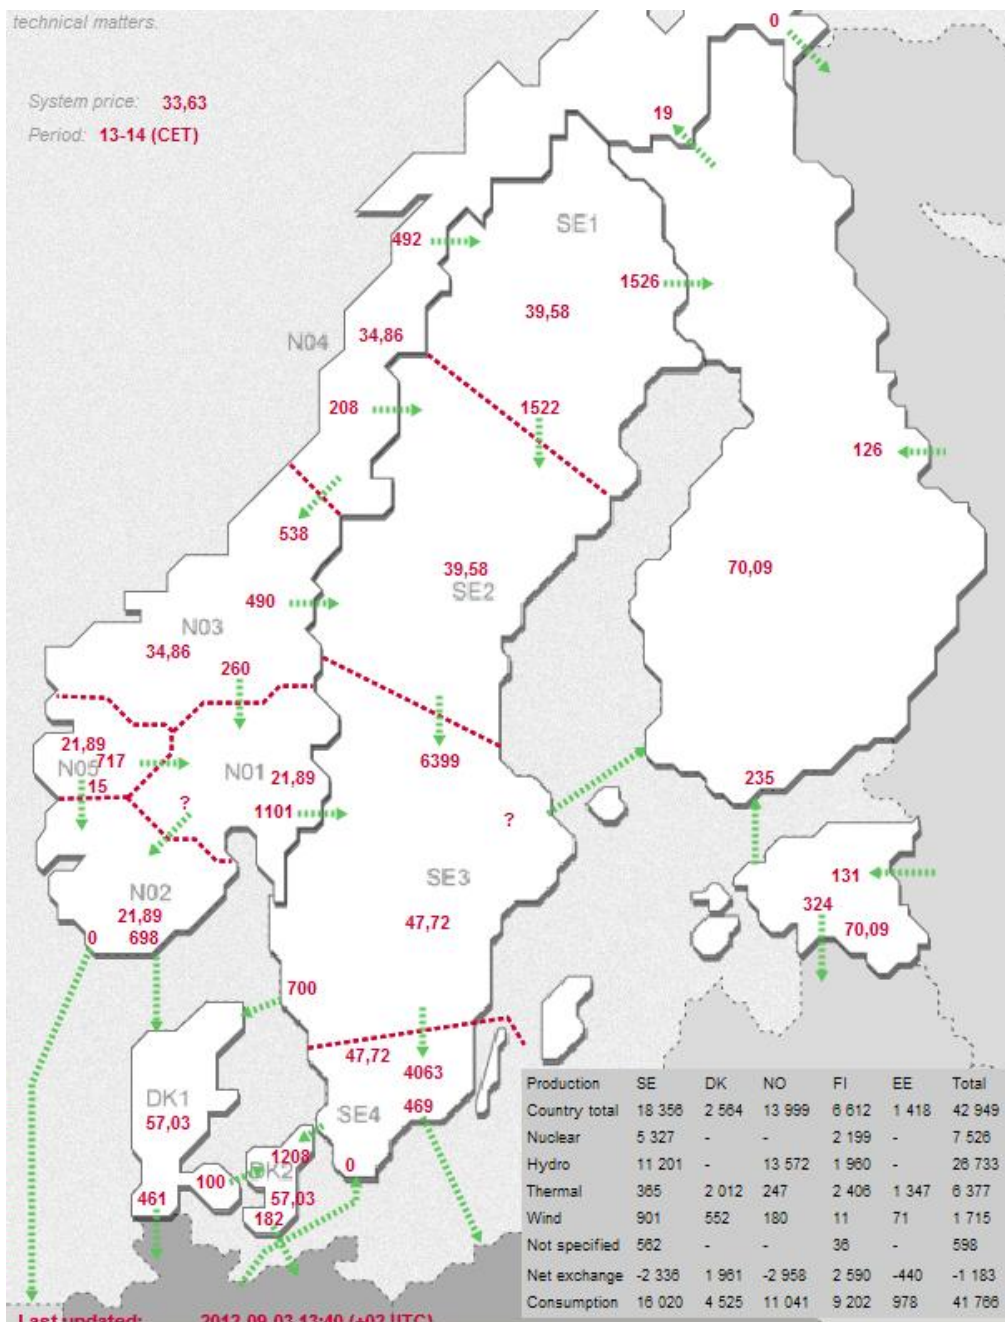 technical matters.
0
System price: 33,63
Period: 13-14 (CET)
19
SE1
492
1526
39,58
N04
34,86
208
1522
126
538
39,58
70,09
SE2
490
N03
34,86
260
21,89
717
N05
N01
21,89
6399
15
235
?
1101
?
N02
SE3
131
21,89
47,72
324
0
698
70,09
700
47,72
4063
DK1
469
57,03
SE4
1208
DK2
0
100
461
57,03
182
Production SE DK NO FI EE Total
Country total 18 356 2 564 13 999 6 612 1 418 42 949
Nuclear 5 327 - - 2 199 - 7 526
Hydro 11 201 - 13 572 1 960 - 26 733
Thermal 365 2 012 247 2 406 1 347 6 377
Wind 901 552 180 11 71 1 715
Not specified 562 - - 36 - 598
Net exchange -2 336 1 961 -2 958 2 590 -440 -1 183
Consumption 16 020 4 525 11 041 9 202 978 41 766
Last updated: 2012-09-03 13:40 (+02 UTC)